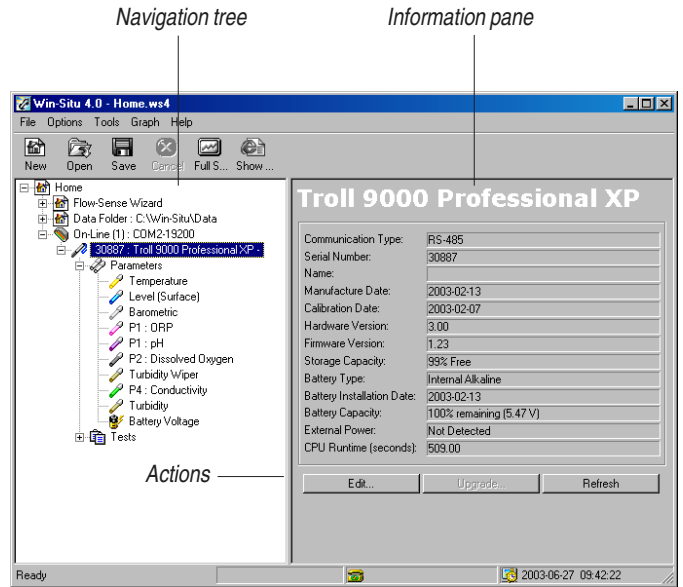 Navigation tree
Information pane
Win-Situ 4.0 - Home.ws4
File Options Tools Graph Help
New Open Save Cancel Full S... Show ...
Home
Flow-Sense Wizard
Data Folder : C:\Win-Situ\Data
On-Line (1) : COM2-19200
30887 : Troll 9000 Professional XP -
Parameters
Temperature
Level (Surface)
Barometric
P1 : ORP
P1 : pH
P2 : Dissolved Oxygen
Turbidity Wiper
P4 : Conductivity
Turbidity
Battery Voltage
Tests
Actions
Troll 9000 Professional XP
Communication Type: RS-485
Serial Number: 30887
Name:
Manufacture Date: 2003-02-13
Calibration Date: 2003-02-07
Hardware Version: 3.00
Firmware Version: 1.23
Storage Capacity: 99% Free
Battery Type: Internal Alkaline
Battery Installation Date: 2003-02-13
Battery Capacity: 100% remaining (5.47 V)
External Power: Not Detected
CPU Runtime (seconds): 509.00
Edit... Upgrade... Refresh
Ready 2003-06-27 09:42:22